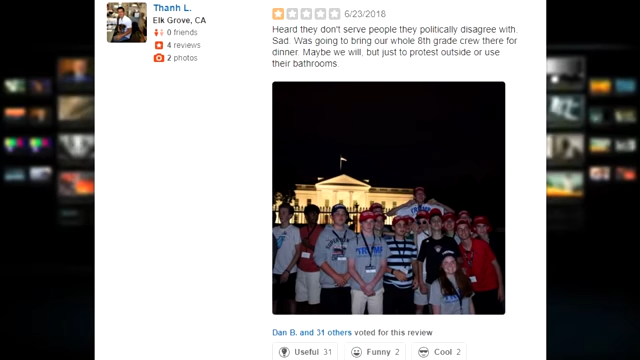 Thanh L.
Elk Grove, CA
0 friends
4 reviews
2 photos
6/23/2018
Heard they don't serve people they politically disagree with.
Sad. Was going to bring our whole 8th grade crew there for
dinner. Maybe we will, but just to protest outside or use
their bathrooms.
TRUMP
TRUMP
Dan B. and 31 others voted for this review
Useful 31
Funny 2
Cool 2